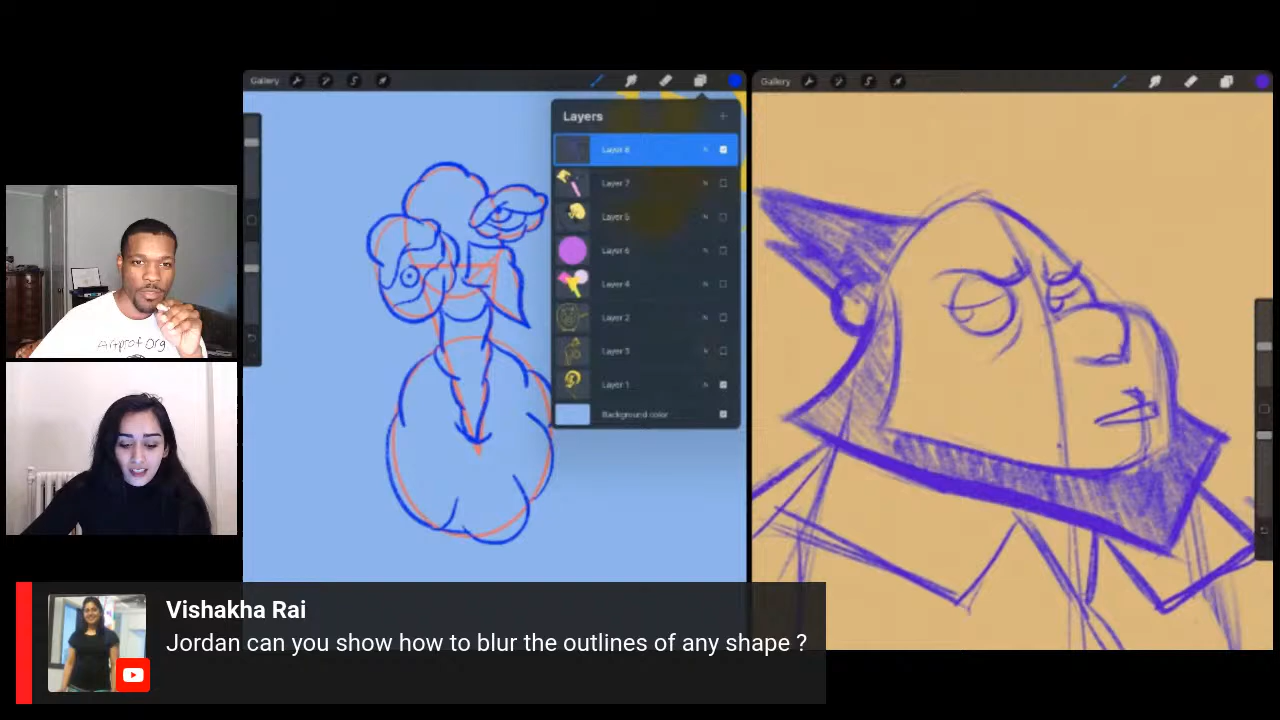 Gallery
Layers
Layer 8
Layer 7
Layer 5
Layer 6
Layer 4
Layer 2
Layer 3
Layer 1
Background color
Gallery
Artprof.Org
Vishakha Rai
Jordan can you show how to blur the outlines of any shape ?